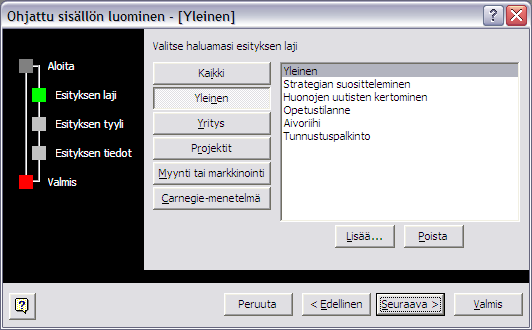 Ohjattu sisällön luominen - [Yleinen]
Valitse haluamasi esityksen laji
Aloita
Esityksen laji
Esityksen tyyli
Esityksen tiedot
Valmis
Kaikki
Yleinen
Yritys
Projektit
Myynti tai markkinointi
Carnegie-menetelmä
Yleinen
Strategian suositteleminen
Huonojen uutisten kertominen
Opetustilanne
Aivoriihi
Tunnustuspalkinto
Lisää...
Poista
Peruuta
< Edellinen
Seuraava >
Valmis